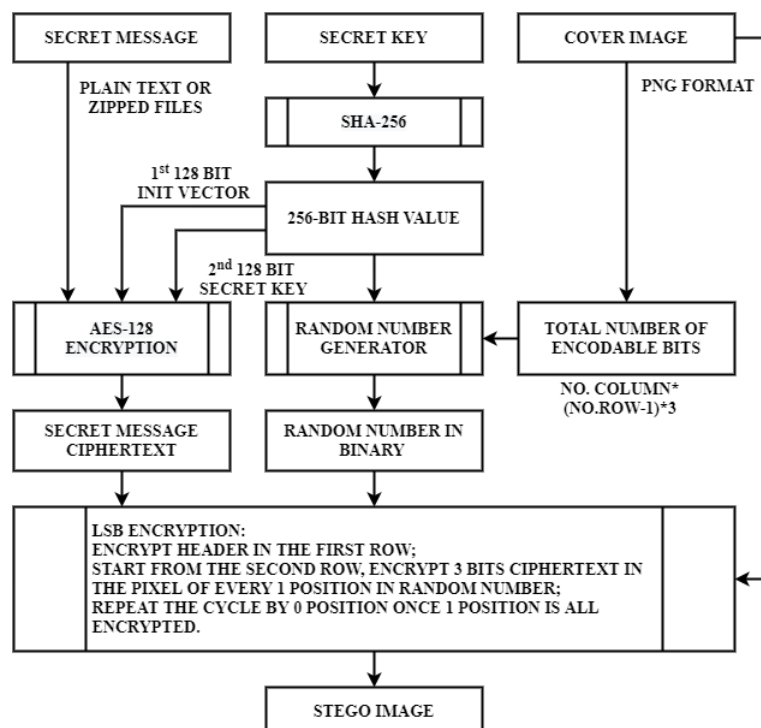 SECRET MESSAGE
SECRET KEY
COVER IMAGE
PLAIN TEXT OR
ZIPPED FILES
PNG FORMAT
SHA-256
1st 128 BIT
INIT VECTOR
256-BIT HASH VALUE
2nd 128 BIT
SECRET KEY
AES-128
ENCRYPTION
RANDOM NUMBER
GENERATOR
TOTAL NUMBER OF
ENCODABLE BITS
NO. COLUMN*
(NO.ROW-1)*3
SECRET MESSAGE
CIPHERTEXT
RANDOM NUMBER IN
BINARY
LSB ENCRYPTION:
ENCRYPT HEADER IN THE FIRST ROW;
START FROM THE SECOND ROW, ENCRYPT 3 BITS CIPHERTEXT IN
THE PIXEL OF EVERY 1 POSITION IN RANDOM NUMBER;
REPEAT THE CYCLE BY 0 POSITION ONCE 1 POSITION IS ALL
ENCRYPTED.
STEGO IMAGE